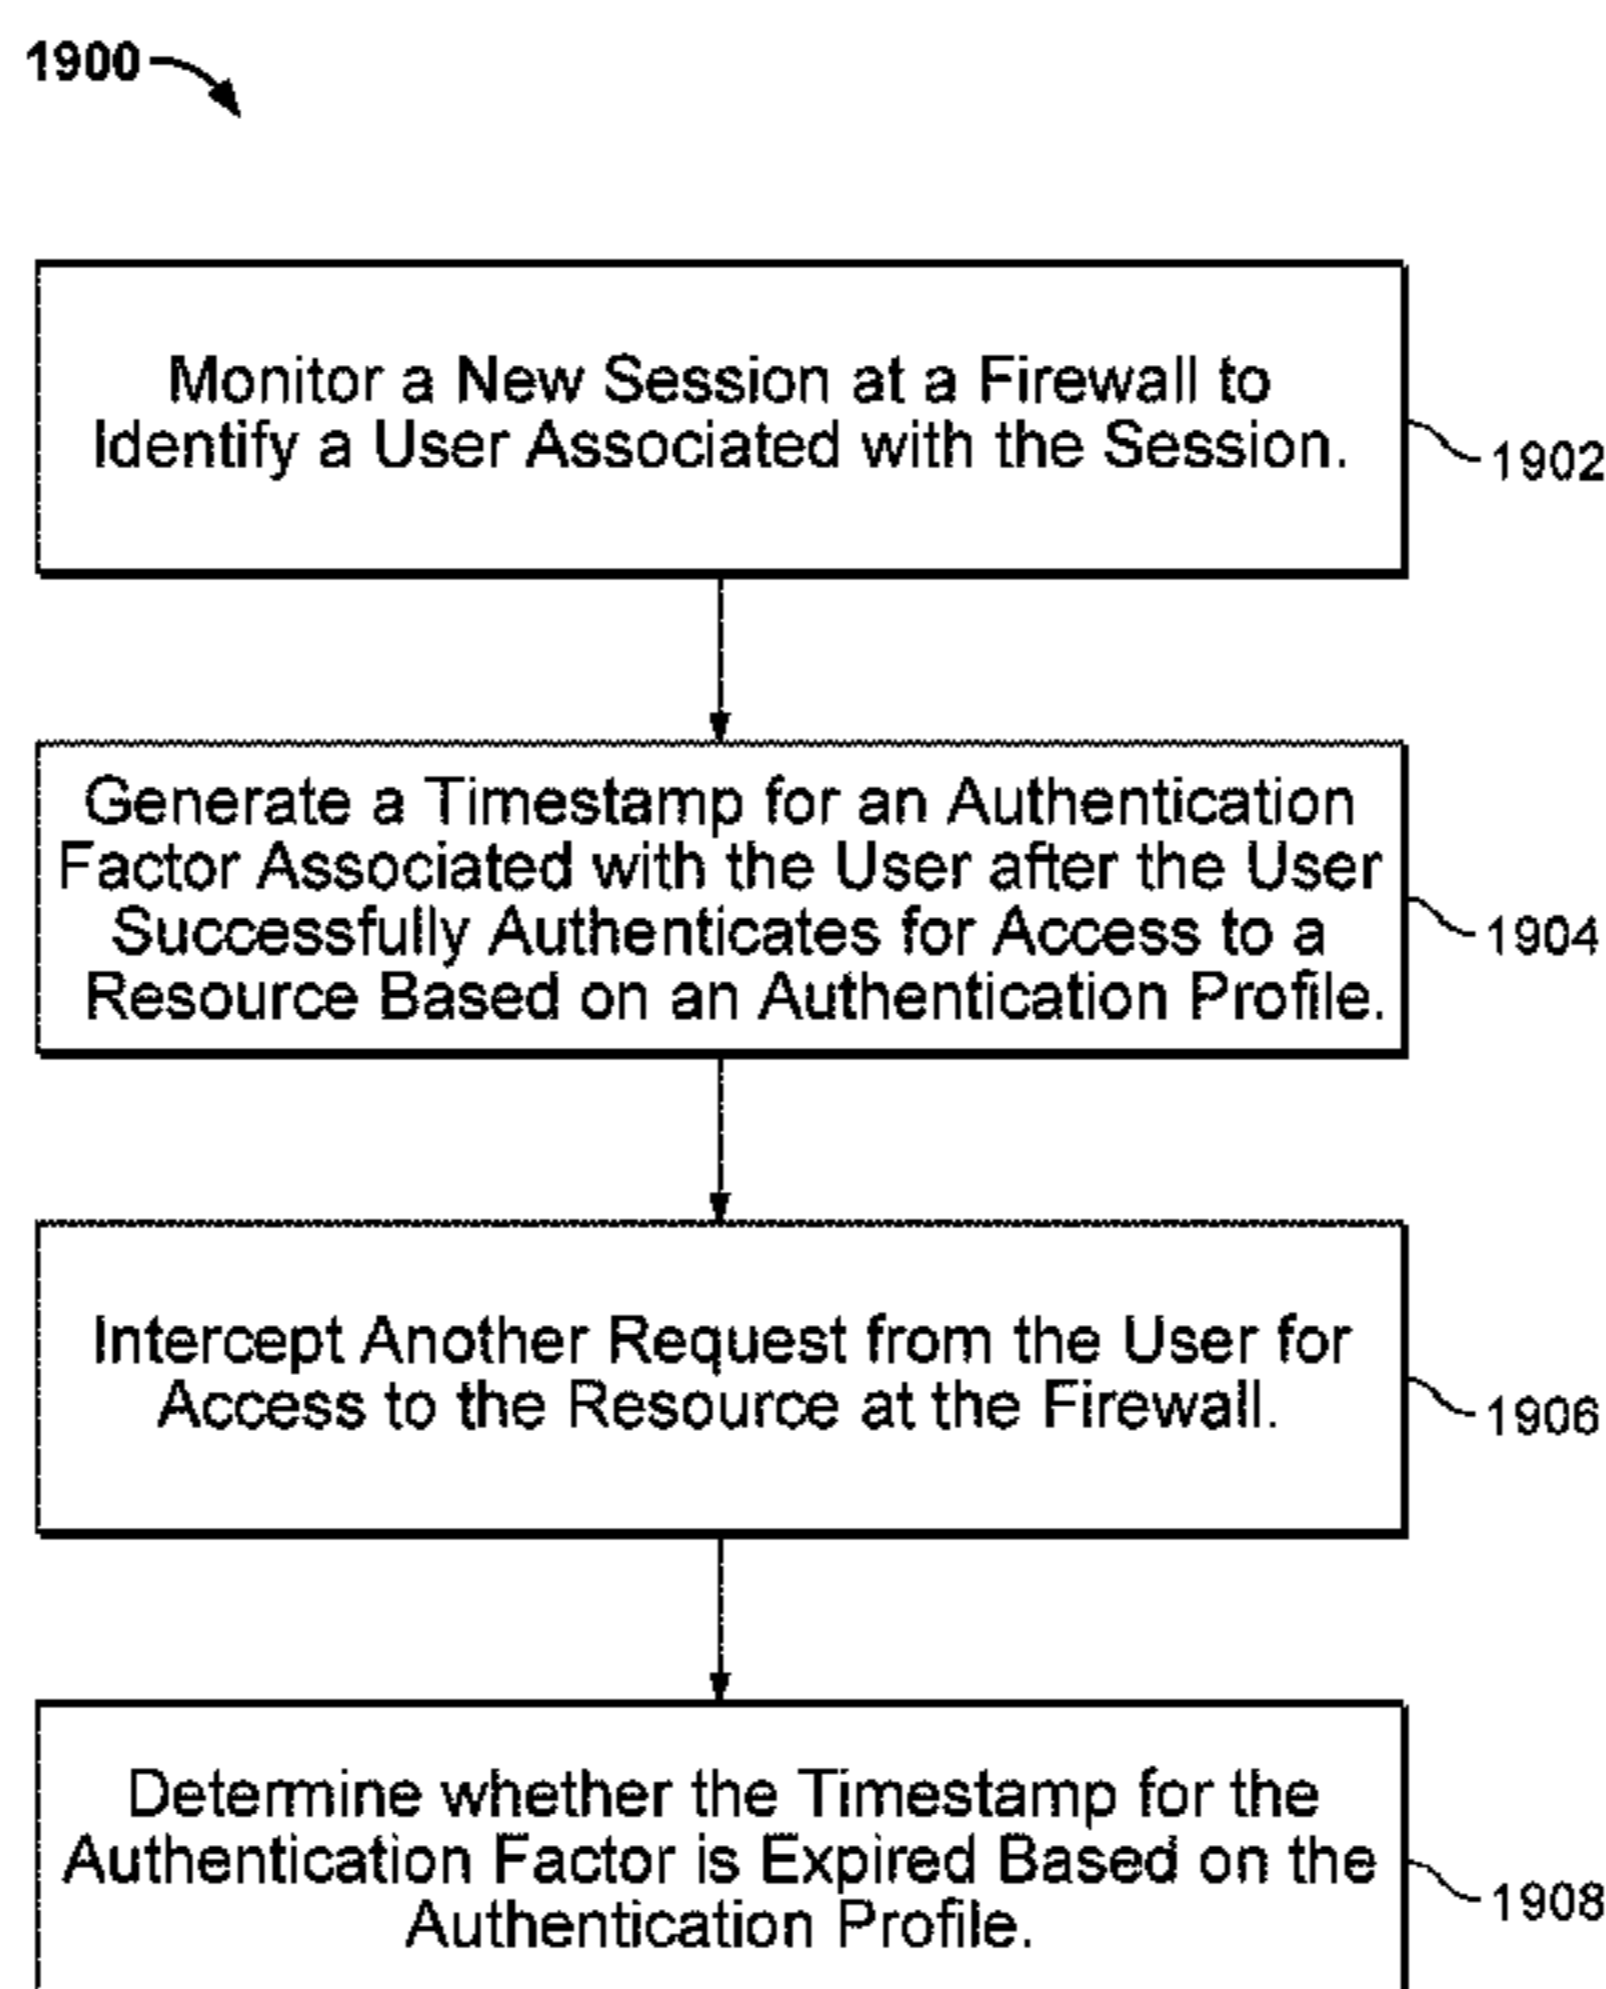 1900
Monitor a New Session at a Firewall to
Identify a User Associated with the Session.
1902
Generate a Timestamp for an Authentication
Factor Associated with the User after the User
Successfully Authenticates for Access to a
Resource Based on an Authentication Profile.
1904
Intercept Another Request from the User for
Access to the Resource at the Firewall.
1906
Determine whether the Timestamp for the
Authentication Factor is Expired Based on the
Authentication Profile.
1908